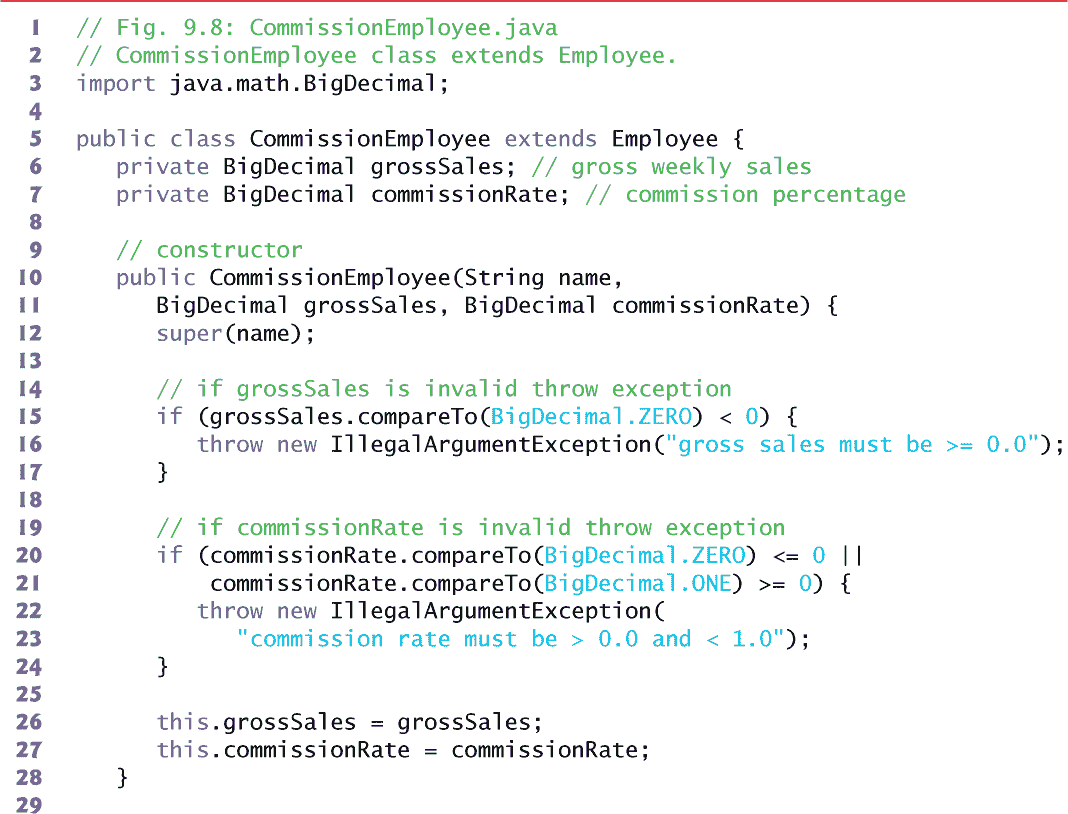 1 // Fig. 9.8: CommissionEmployee.java
2 // CommissionEmployee class extends Employee.
3 import java.math.BigDecimal;
4
5 public class CommissionEmployee extends Employee {
6    private BigDecimal grossSales; // gross weekly sales
7    private BigDecimal commissionRate; // commission percentage
8
9    // constructor
10    public CommissionEmployee(String name,
11       BigDecimal grossSales, BigDecimal commissionRate) {
12       super(name);
13
14       // if grossSales is invalid throw exception
15       if (grossSales.compareTo(BigDecimal.ZERO) < 0) {
16          throw new IllegalArgumentException("gross sales must be >= 0.0");
17       }
18
19       // if commissionRate is invalid throw exception
20       if (commissionRate.compareTo(BigDecimal.ZERO) <= 0 ||
21           commissionRate.compareTo(BigDecimal.ONE) >= 0) {
22          throw new IllegalArgumentException(
23             "commission rate must be > 0.0 and < 1.0");
24       }
25
26       this.grossSales = grossSales;
27       this.commissionRate = commissionRate;
28    }
29